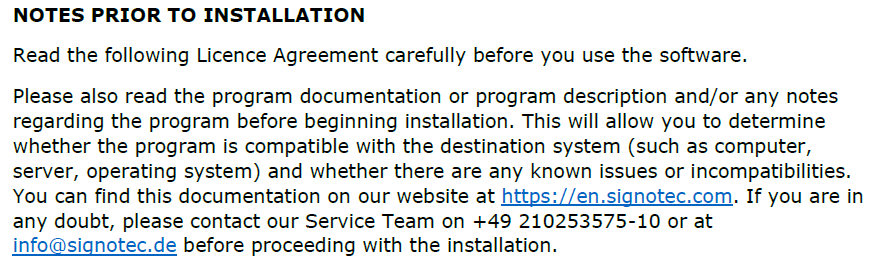 NOTES PRIOR TO INSTALLATION
Read the following Licence Agreement carefully before you use the software.
Please also read the program documentation or program description and/or any notes
regarding the program before beginning installation. This will allow you to determine
whether the program is compatible with the destination system (such as computer,
server, operating system) and whether there are any known issues or incompatibilities.
You can find this documentation on our website at https://en.signotec.com. If you are in
any doubt, please contact our Service Team on +49 210253575-10 or at
info@signotec.de before proceeding with the installation.